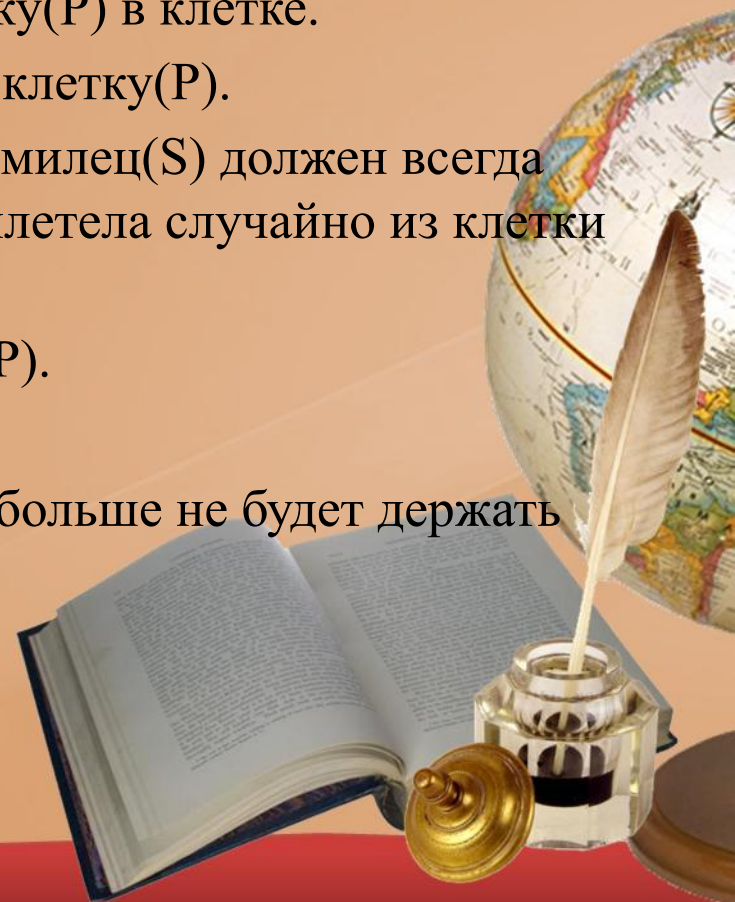 ку(P) в клетке.
клетку(P).
милец(S) должен всегда
летела случайно из клетки
P).
больше не будет держать